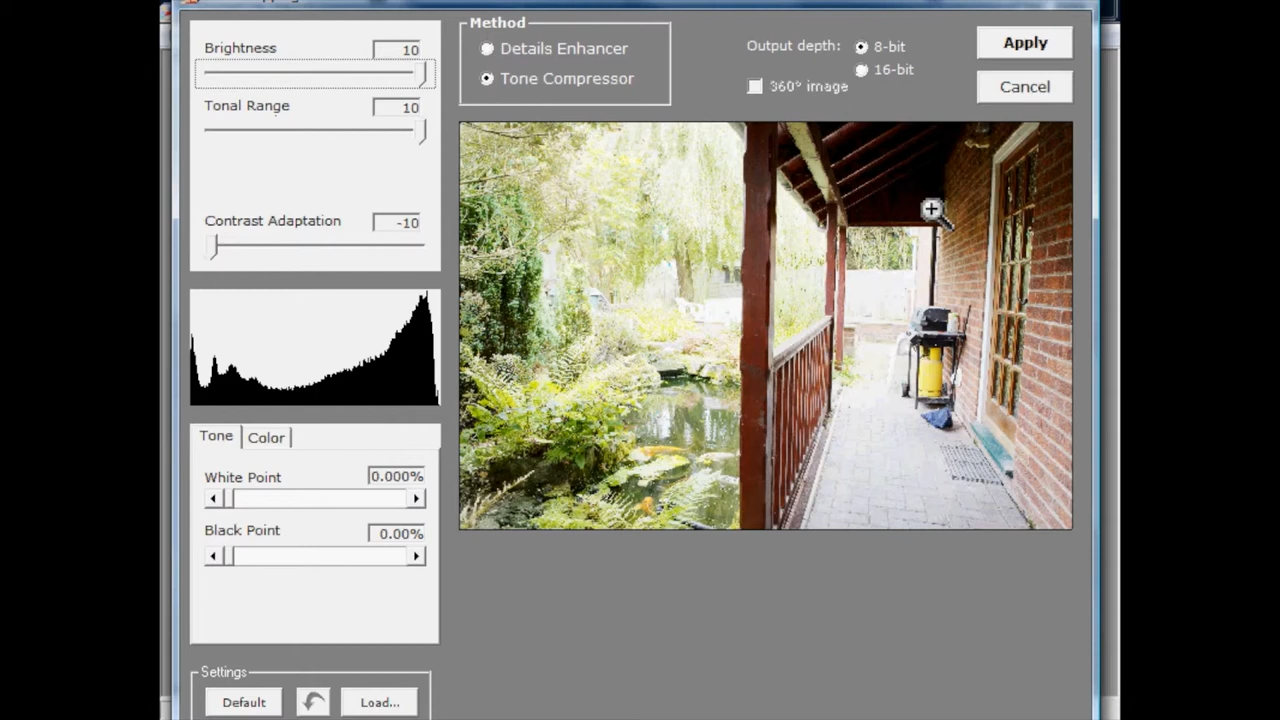 Brightness
10
Tonal Range
10
Contrast Adaptation
-10
Tone
Color
White Point
0.000%
Black Point
0.00%
Settings
Default
Load...
Method
Details Enhancer
Tone Compressor
Output depth:
8-bit
16-bit
360° image
Apply
Cancel